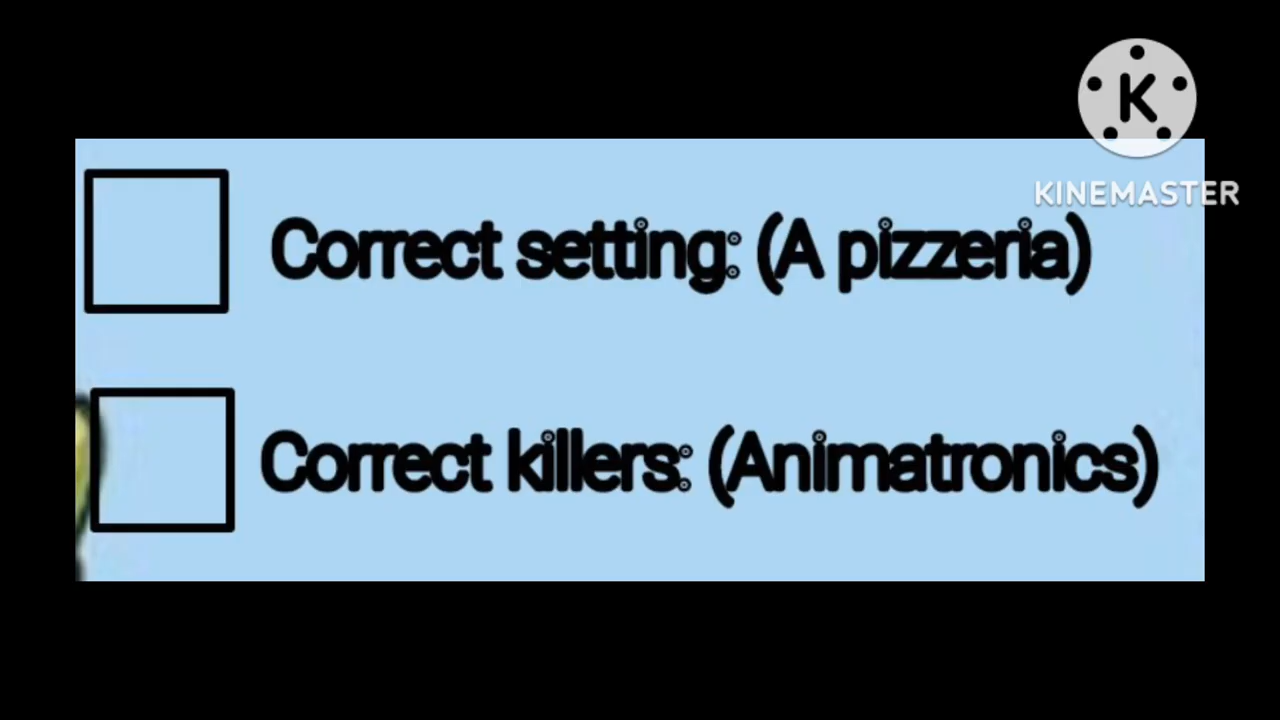 K
KINEMASTER
Correct setting: (A pizzeria)
Correct killers: (Animatronics)